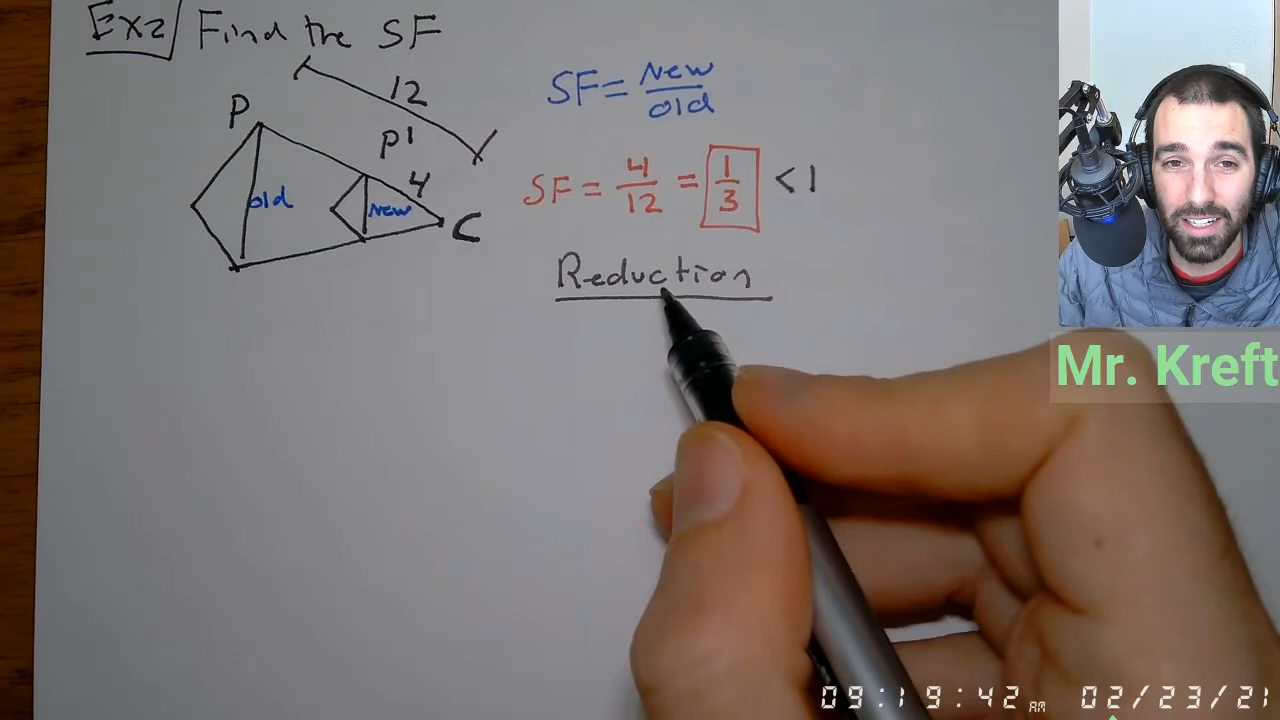 Ex2 Find the SF
12
P
P'
4
old
New
C
SF = New/old
SF = 4/12 = 1/3 < 1
Reduction
Mr. Kreft
09:19:42 AM 02/23/21